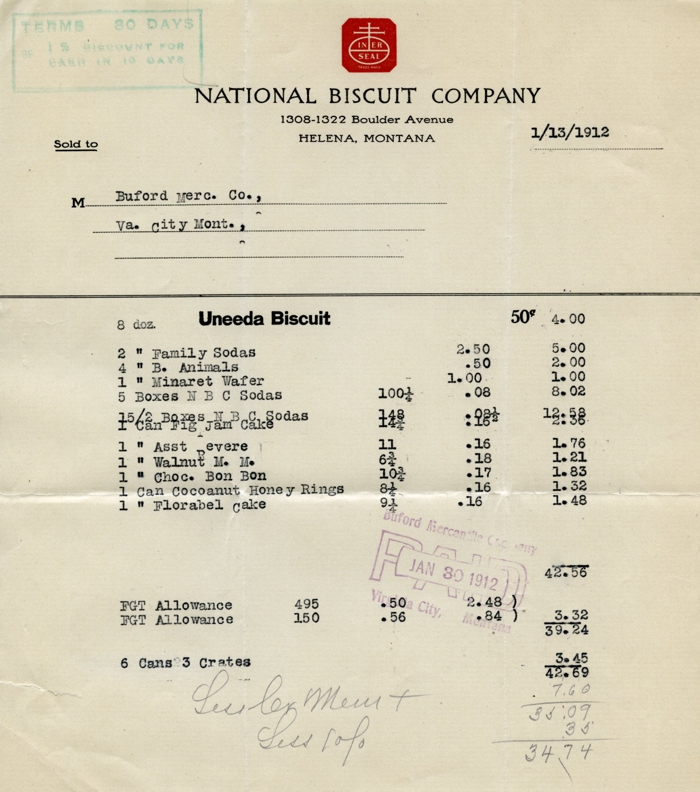 TERMS 30 DAYS
1% DISCOUNT FOR
CASH IN 10 DAYS
INTER
SEAL
TRADE MARK
NATIONAL BISCUIT COMPANY
1308-1322 Boulder Avenue
HELENA, MONTANA
1/13/1912
Sold to
M Buford Merc. Co.,
Va. City Mont.,
8 doz. Uneeda Biscuit 50¢ 4.00
2 " Family Sodas 2.50 5.00
4 " B. Animals .50 2.00
1 " Minaret Wafer 1.00 1.00
5 Boxes N B C Sodas 100¼ .08 8.02
15/2 Boxes N B C Sodas 148 .08½ 12.58
1 Can Fig Jam Cake 14¾ .16 2.36
1 " Asst Revere 11 .16 1.76
1 " Walnut M. M. 6¾ .18 1.21
1 " Choc. Bon Bon 10¾ .17 1.83
1 Can Cocoanut Honey Rings 8¼ .16 1.32
1 " Florabel Cake 9¼ .16 1.48
Buford Mercantile Company
PAID
JAN 30 1912
Virginia City, Montana
42.56
FGT Allowance 495 .50 2.48 )
FGT Allowance 150 .56 .84 ) 3.32
39.24
6 Cans 3 Crates 3.45
42.69
7.60
Less Cr Mem +
35.09
Less 1%
35
34 74